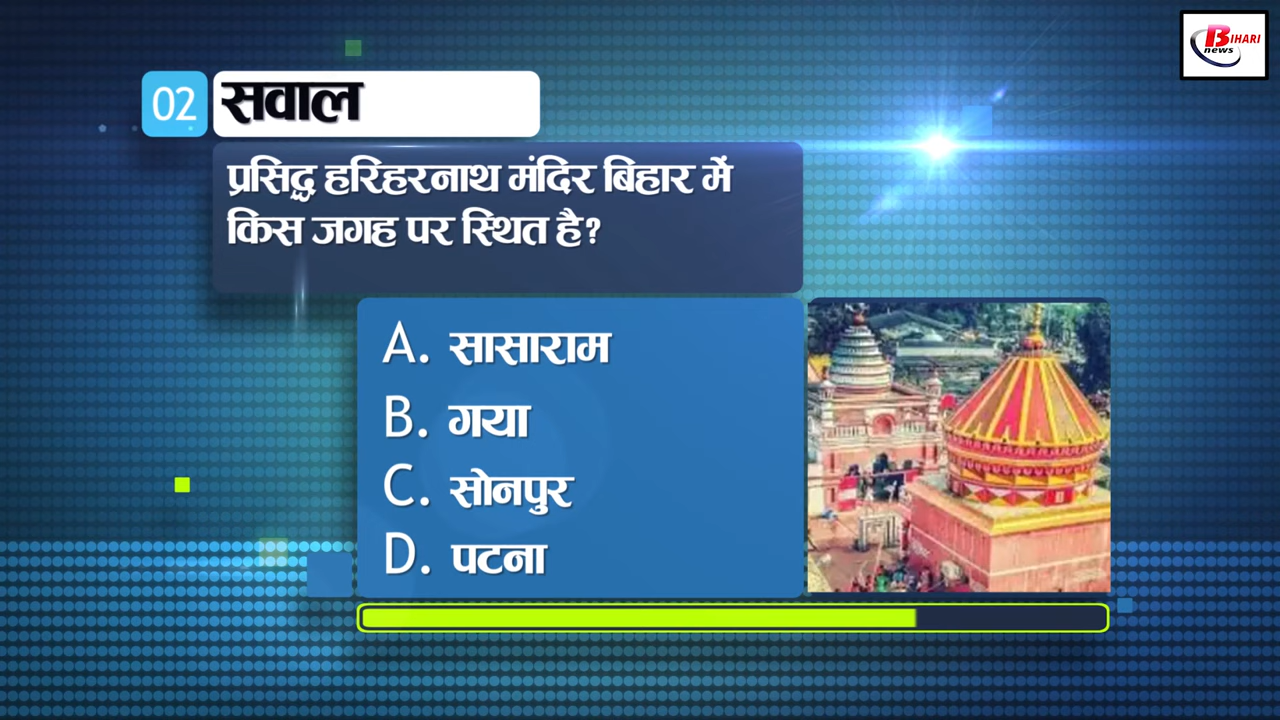 BIHARI
news
02 सवाल
प्रसिद्ध हरिहरनाथ मंदिर बिहार में
किस जगह पर स्थित है?
A. सासाराम
B. गया
C. सोनपुर
D. पटना